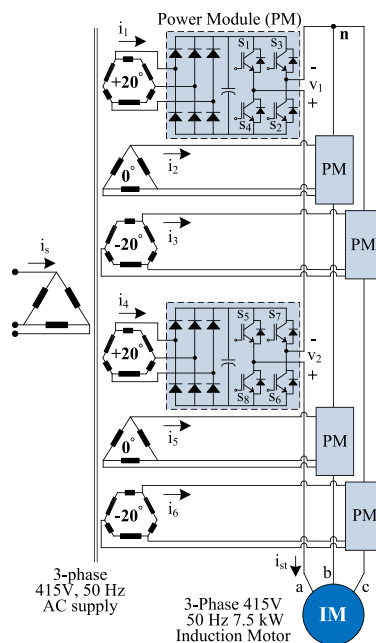 Power Module (PM)
i₁
+20°
S₁
S₃
S₄
S₂
-
v₁
+
n
i₂
0°
PM
i₃
-20°
PM
iₛ
i₄
+20°
S₅
S₇
S₈
S₆
-
v₂
+
i₅
0°
PM
i₆
-20°
PM
iₛₜ
a
b
c
3-phase
415V, 50 Hz
AC supply
3-Phase 415V
50 Hz 7.5 kW
Induction Motor
IM